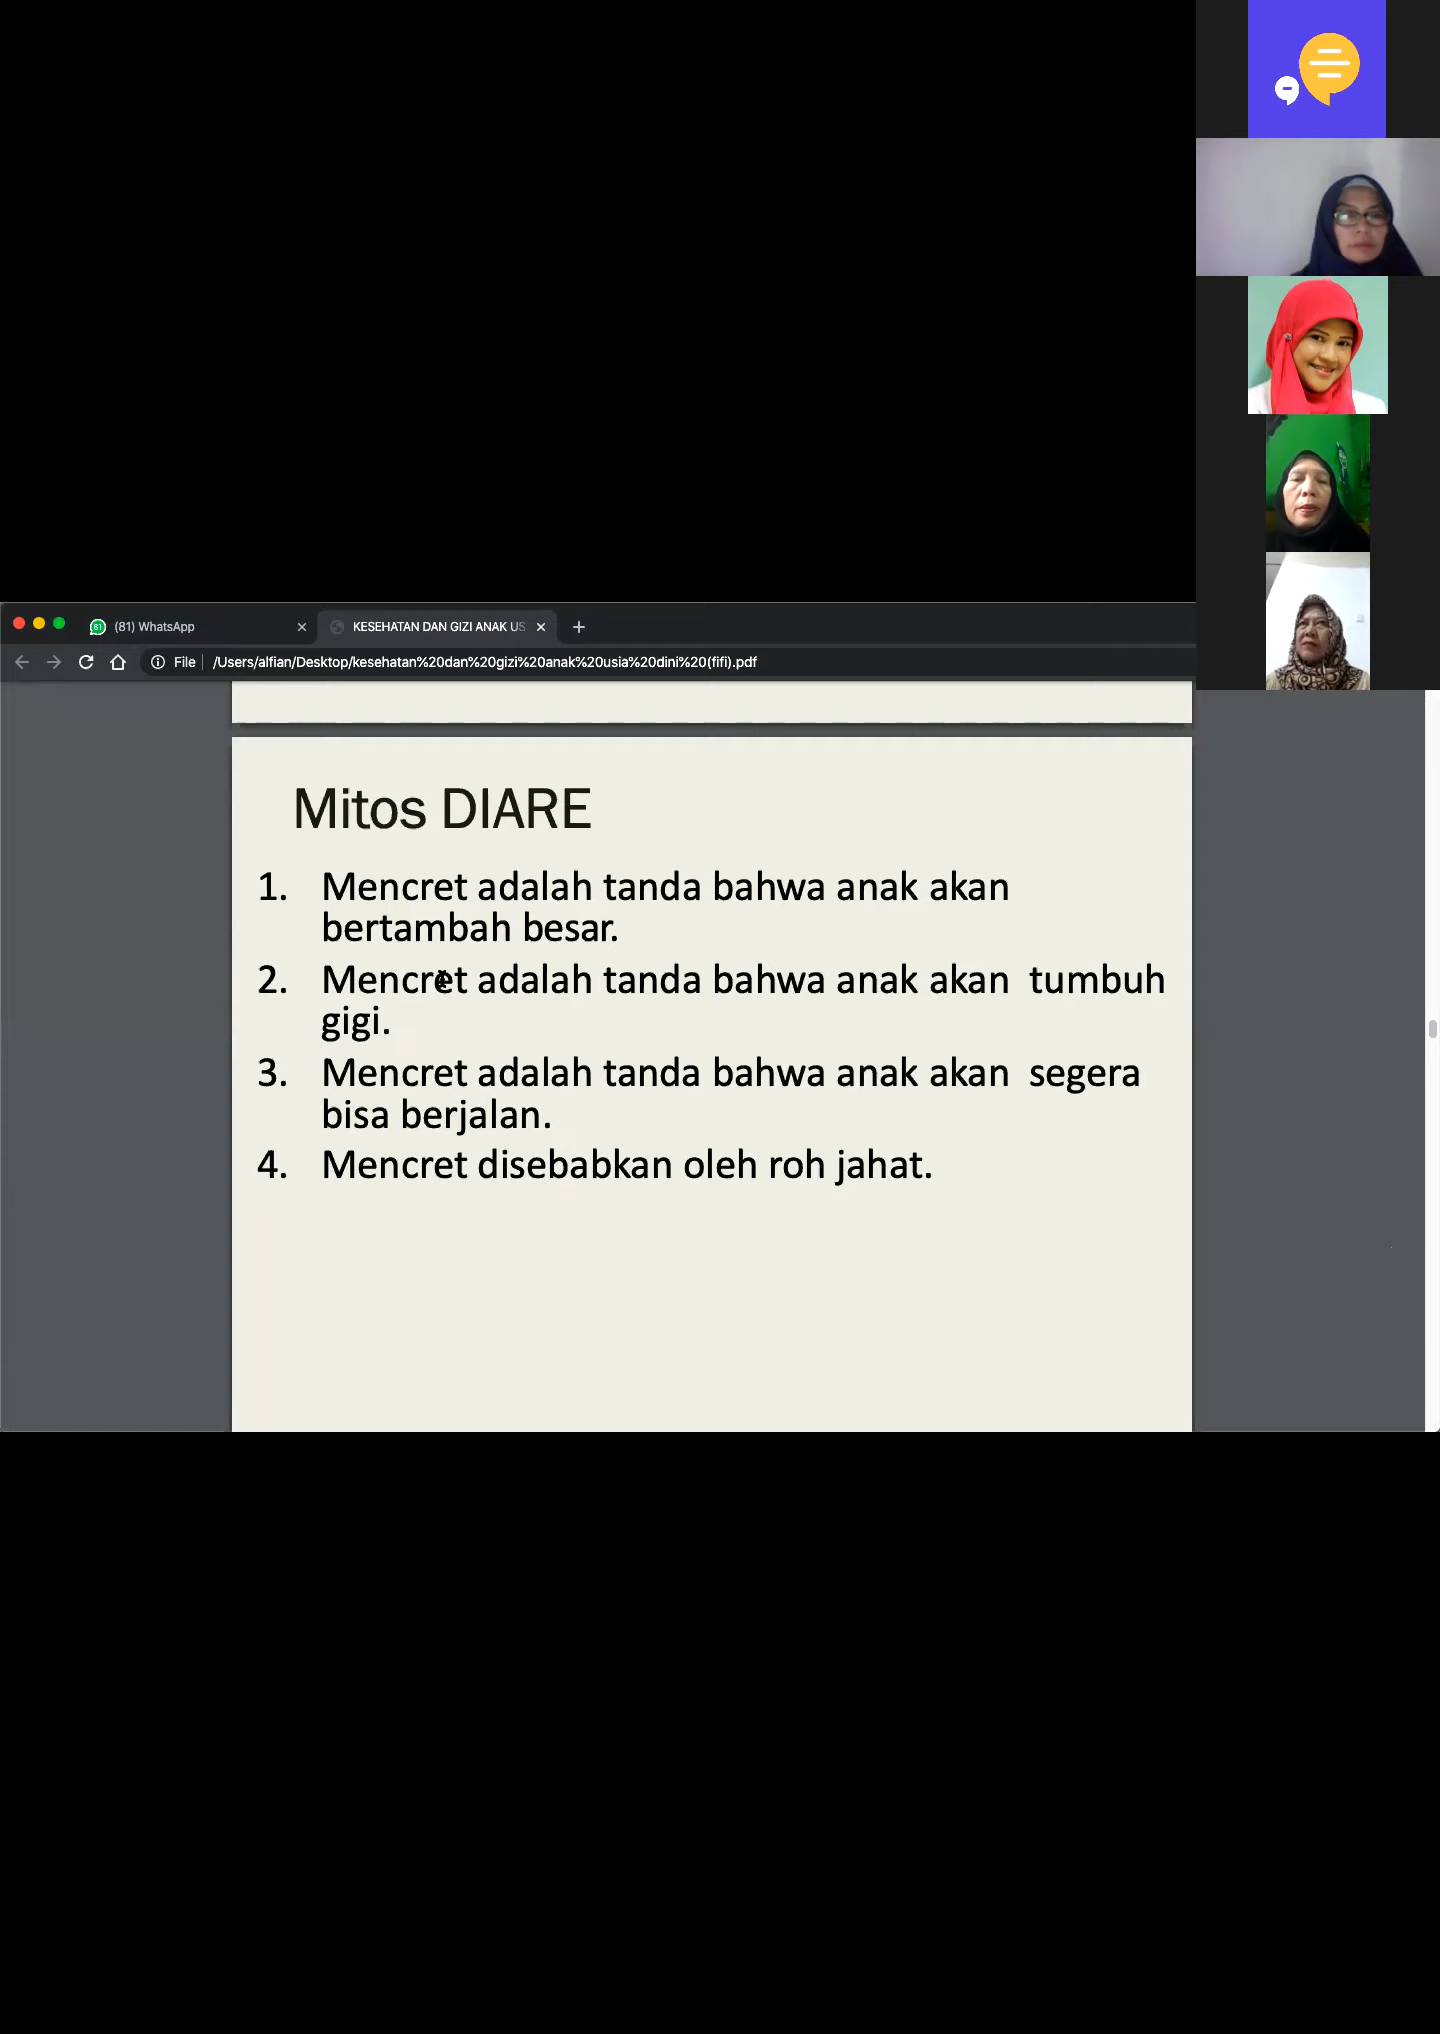 (81) WhatsApp
KESEHATAN DAN GIZI ANAK US
File
/Users/alfian/Desktop/kesehatan%20dan%20gizi%20anak%20usia%20dini%20(fifi).pdf
Mitos DIARE
1. Mencret adalah tanda bahwa anak akan
bertambah besar.
2. Mencret adalah tanda bahwa anak akan tumbuh
gigi.
3. Mencret adalah tanda bahwa anak akan segera
bisa berjalan.
4. Mencret disebabkan oleh roh jahat.